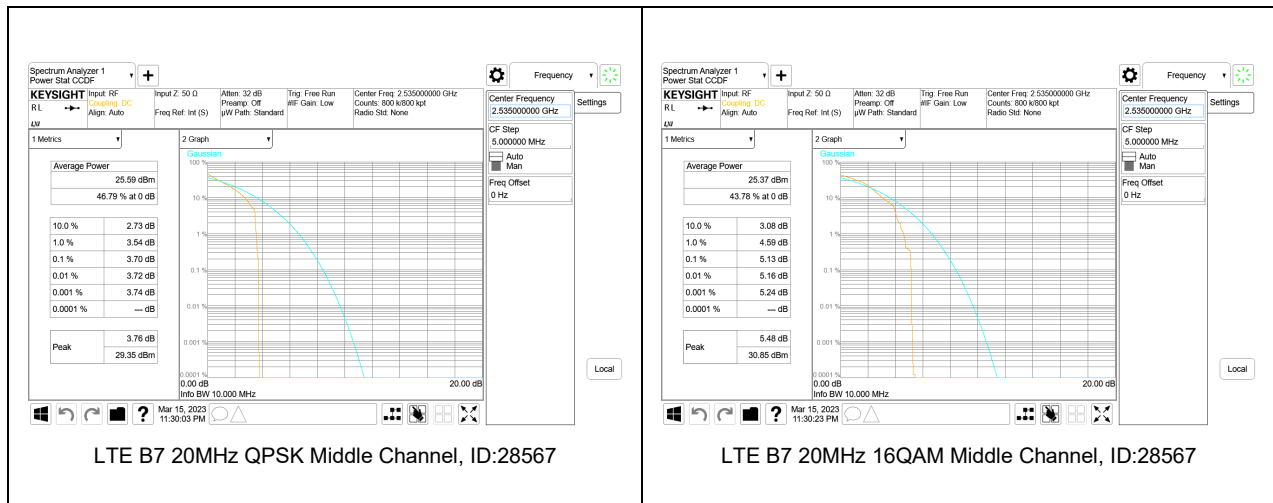 Spectrum Analyzer 1
Power Stat CCDF
Frequency
KEYSIGHT Input: RF Input Z: 50 Ω Atten: 32 dB Trig: Free Run Center Freq: 2.535000000 GHz
RL Coupling: DC Preamp: Off #IF Gain: Low Counts: 800 k/800 kpt
Align: Auto Freq Ref: Int (S) µW Path: Standard Radio Std: None
Center Frequency
2.535000000 GHz
Settings
CF Step
5.000000 MHz
Auto
Man
Freq Offset
0 Hz
1 Metrics
2 Graph
Average Power
25.59 dBm
46.79 % at 0 dB
10.0 % 2.73 dB
1.0 % 3.54 dB
0.1 % 3.70 dB
0.01 % 3.72 dB
0.001 % 3.74 dB
0.0001 % --- dB
Peak 3.76 dB
29.35 dBm
Gaussian
100 %
10 %
1 %
0.1 %
0.01 %
0.001 %
0.0001 %
0.00 dB 20.00 dB
Info BW 10.000 MHz
Local
? Mar 15, 2023
11:30:03 PM
LTE B7 20MHz QPSK Middle Channel, ID:28567
Spectrum Analyzer 1
Power Stat CCDF
Frequency
KEYSIGHT Input: RF Input Z: 50 Ω Atten: 32 dB Trig: Free Run Center Freq: 2.535000000 GHz
RL Coupling: DC Preamp: Off #IF Gain: Low Counts: 800 k/800 kpt
Align: Auto Freq Ref: Int (S) µW Path: Standard Radio Std: None
Center Frequency
2.535000000 GHz
Settings
CF Step
5.000000 MHz
Auto
Man
Freq Offset
0 Hz
1 Metrics
2 Graph
Average Power
25.37 dBm
43.78 % at 0 dB
10.0 % 3.08 dB
1.0 % 4.59 dB
0.1 % 5.13 dB
0.01 % 5.16 dB
0.001 % 5.24 dB
0.0001 % --- dB
Peak 5.48 dB
30.85 dBm
Gaussian
100 %
10 %
1 %
0.1 %
0.01 %
0.001 %
0.0001 %
0.00 dB 20.00 dB
Info BW 10.000 MHz
Local
? Mar 15, 2023
11:30:23 PM
LTE B7 20MHz 16QAM Middle Channel, ID:28567